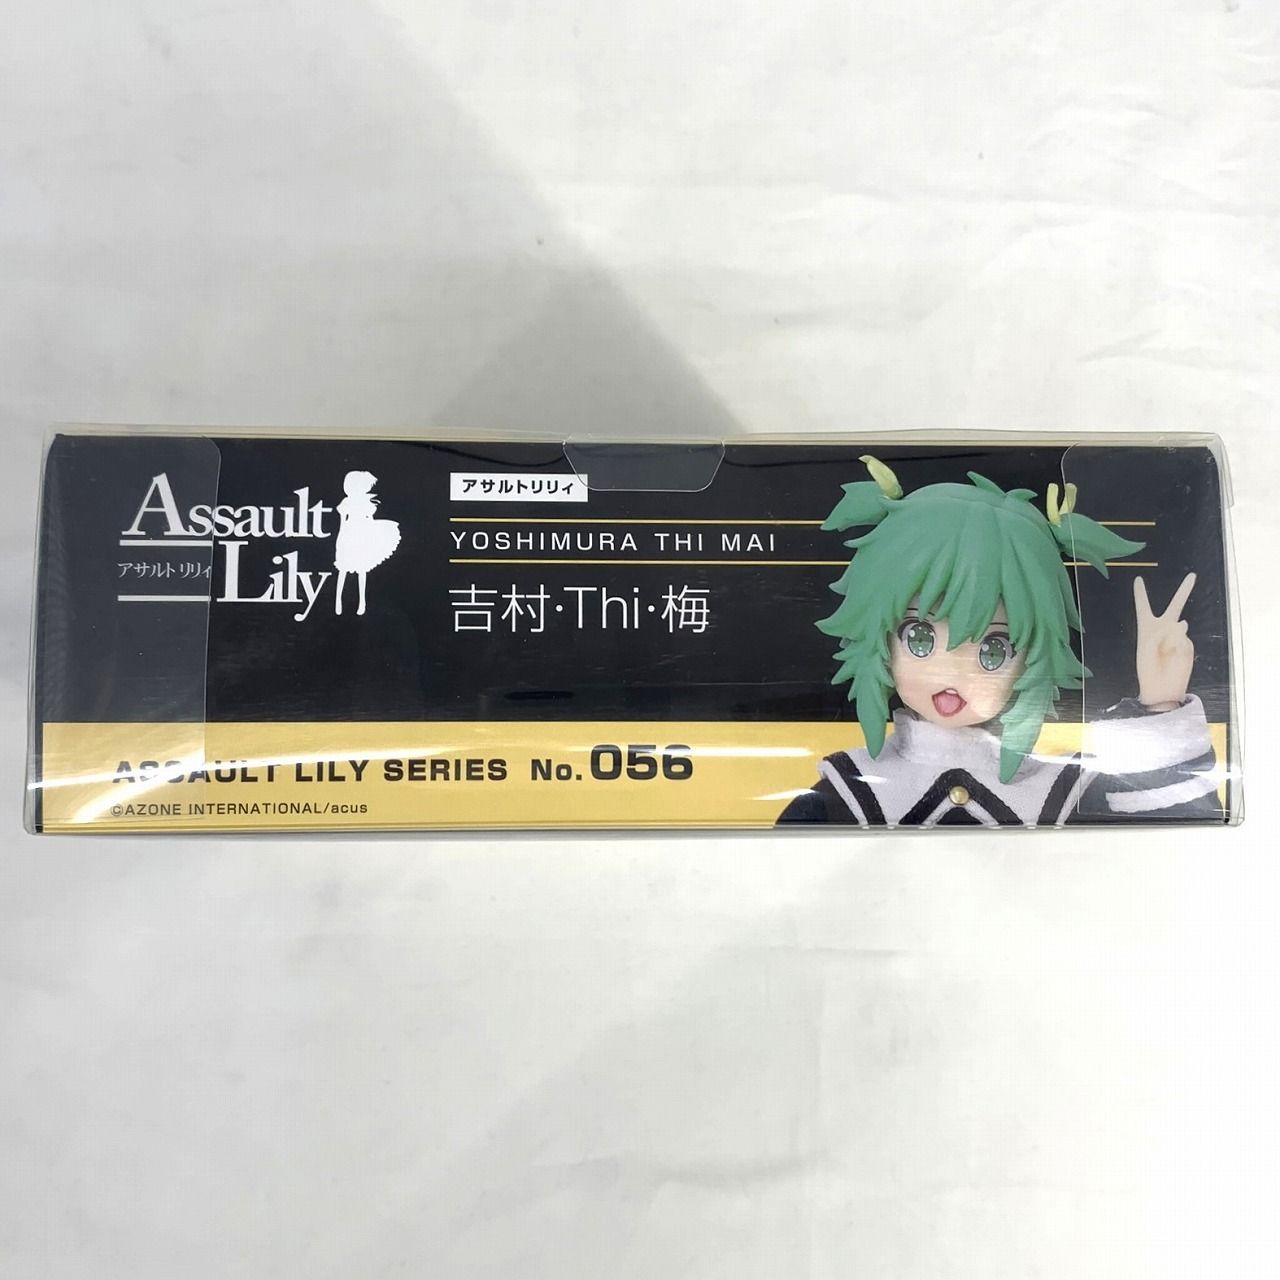 Assault
アサルトリリィ
Lily
アサルトリリィ
YOSHIMURA THI MAI
吉村・Thi・梅
ASSAULT LILY SERIES No.056
©AZONE INTERNATIONAL/acus